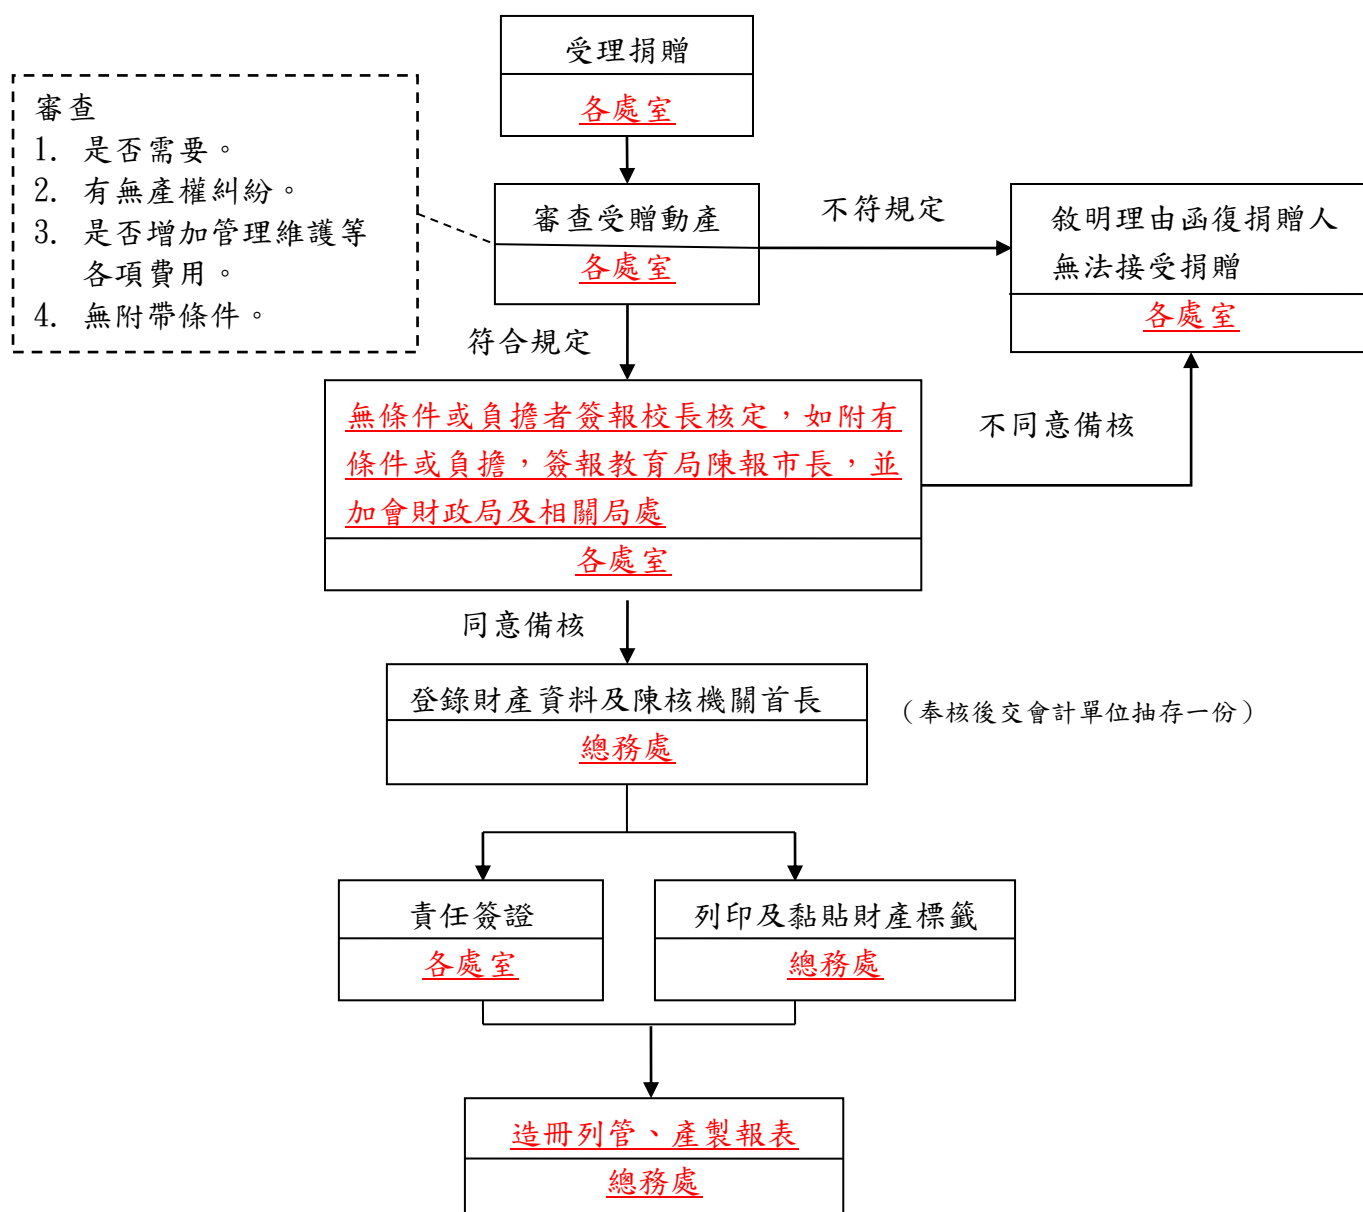 受理捐贈
各處室
審查
1. 是否需要。
2. 有無產權糾紛。
3. 是否增加管理維護等
各項費用。
4. 無附帶條件。
審查受贈動產
各處室
不符規定
敘明理由函復捐贈人
無法接受捐贈
各處室
符合規定
無條件或負擔者簽報校長核定，如附有
條件或負擔，簽報教育局陳報市長，並
加會財政局及相關局處
各處室
不同意備核
同意備核
登錄財產資料及陳核機關首長
總務處
（奉核後交會計單位抽存一份）
責任簽證
各處室
列印及黏貼財產標籤
總務處
造冊列管、產製報表
總務處